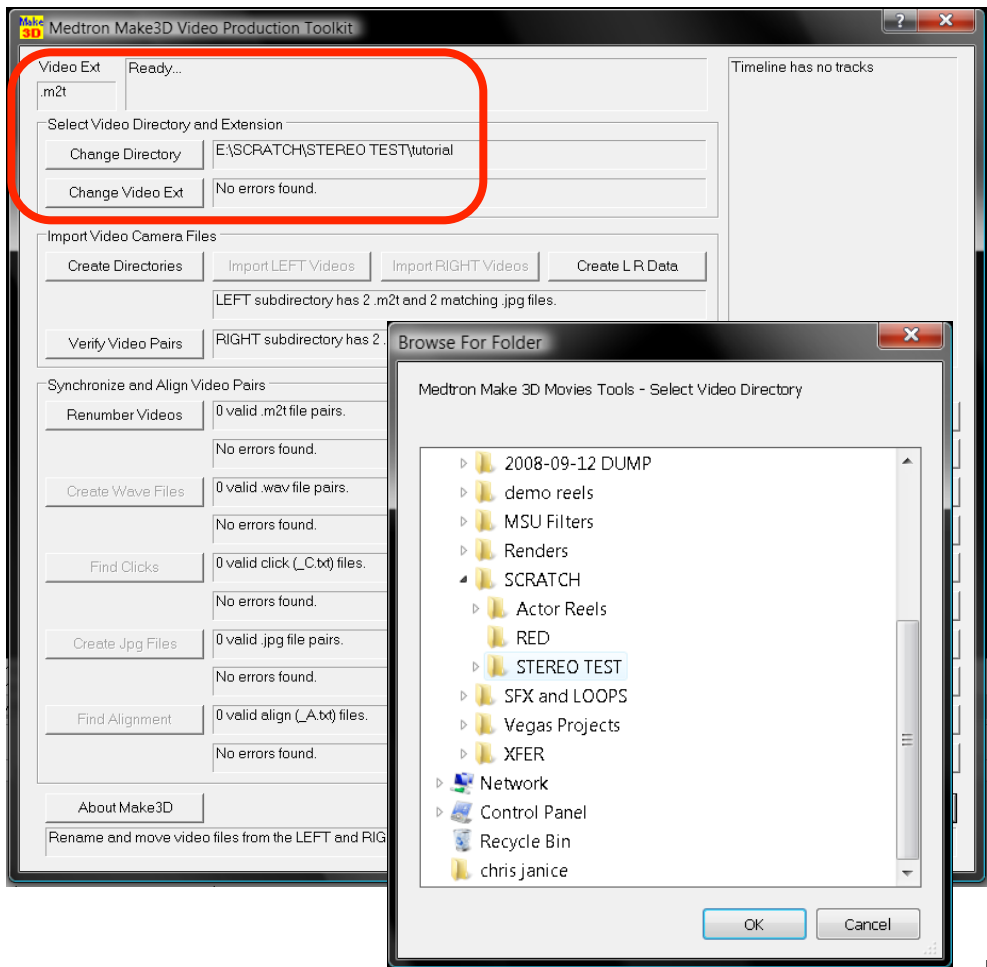 Make
3D
Medtron Make3D Video Production Toolkit
?
Video Ext
Ready...
Timeline has no tracks
.m2t
Select Video Directory and Extension
Change Directory
E:\SCRATCH\STEREO TEST\tutorial
Change Video Ext
No errors found.
Import Video Camera Files
Create Directories
Import LEFT Videos
Import RIGHT Videos
Create L R Data
LEFT subdirectory has 2 .m2t and 2 matching .jpg files.
Verify Video Pairs
RIGHT subdirectory has 2 .
Synchronize and Align Video Pairs
Renumber Videos
0 valid .m2t file pairs.
No errors found.
Create Wave Files
0 valid .wav file pairs.
No errors found.
Find Clicks
0 valid click (_C.txt) files.
No errors found.
Create Jpg Files
0 valid .jpg file pairs.
No errors found.
Find Alignment
0 valid align (_A.txt) files.
No errors found.
About Make3D
Rename and move video files from the LEFT and RIG
Browse For Folder
Medtron Make 3D Movies Tools - Select Video Directory
2008-09-12 DUMP
demo reels
MSU Filters
Renders
SCRATCH
Actor Reels
RED
STEREO TEST
SFX and LOOPS
Vegas Projects
XFER
Network
Control Panel
Recycle Bin
chris janice
OK
Cancel